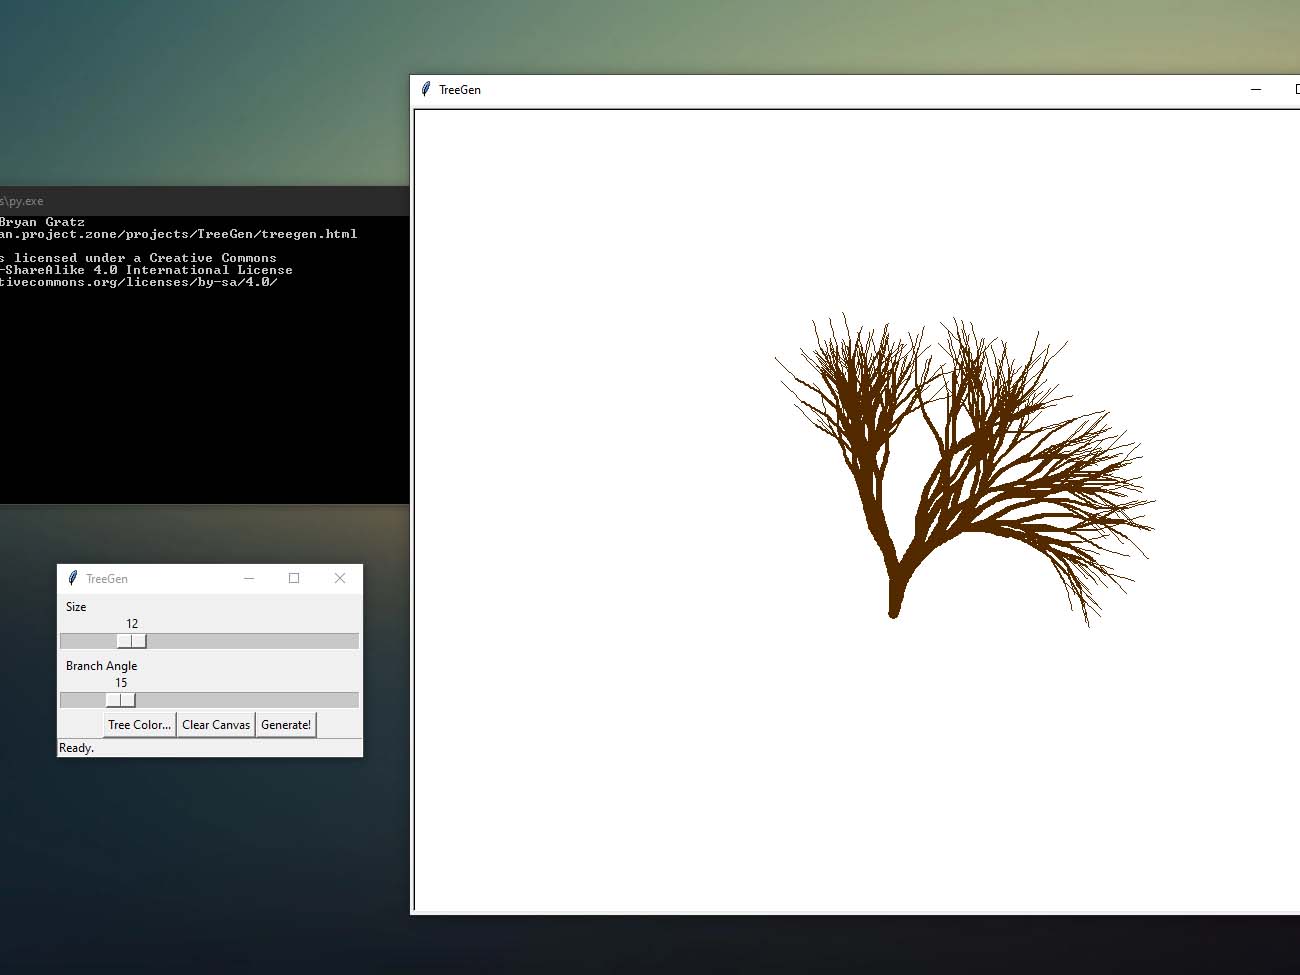 TreeGen
s\py.exe
Bryan Gratz
an.project.zone/projects/TreeGen/treegen.html
s licensed under a Creative Commons
-ShareAlike 4.0 International License
tivecommons.org/licenses/by-sa/4.0/
TreeGen
Size
12
Branch Angle
15
Tree Color... Clear Canvas Generate!
Ready.